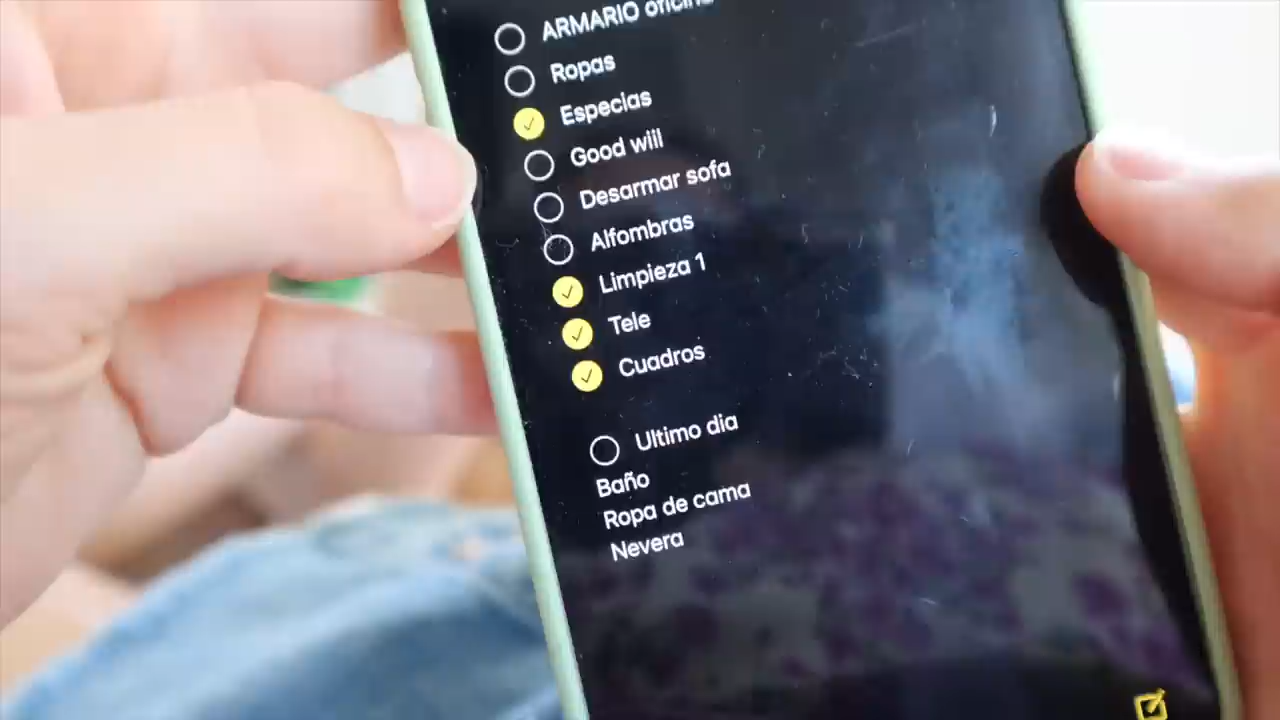 ARMARIO oficina
Ropas
Especias
Good will
Desarmar sofa
Alfombras
Limpieza 1
Tele
Cuadros
Ultimo dia
Baño
Ropa de cama
Nevera